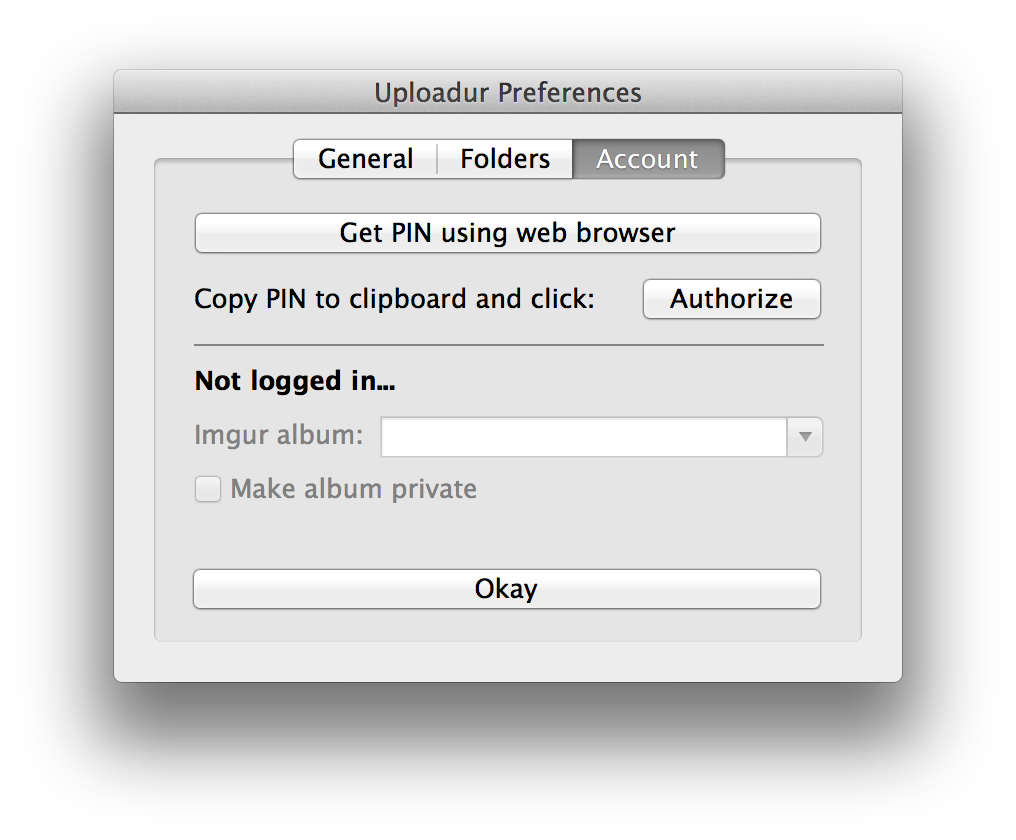 Uploadur Preferences
General Folders Account
Get PIN using web browser
Copy PIN to clipboard and click: Authorize
Not logged in...
Imgur album:
Make album private
Okay